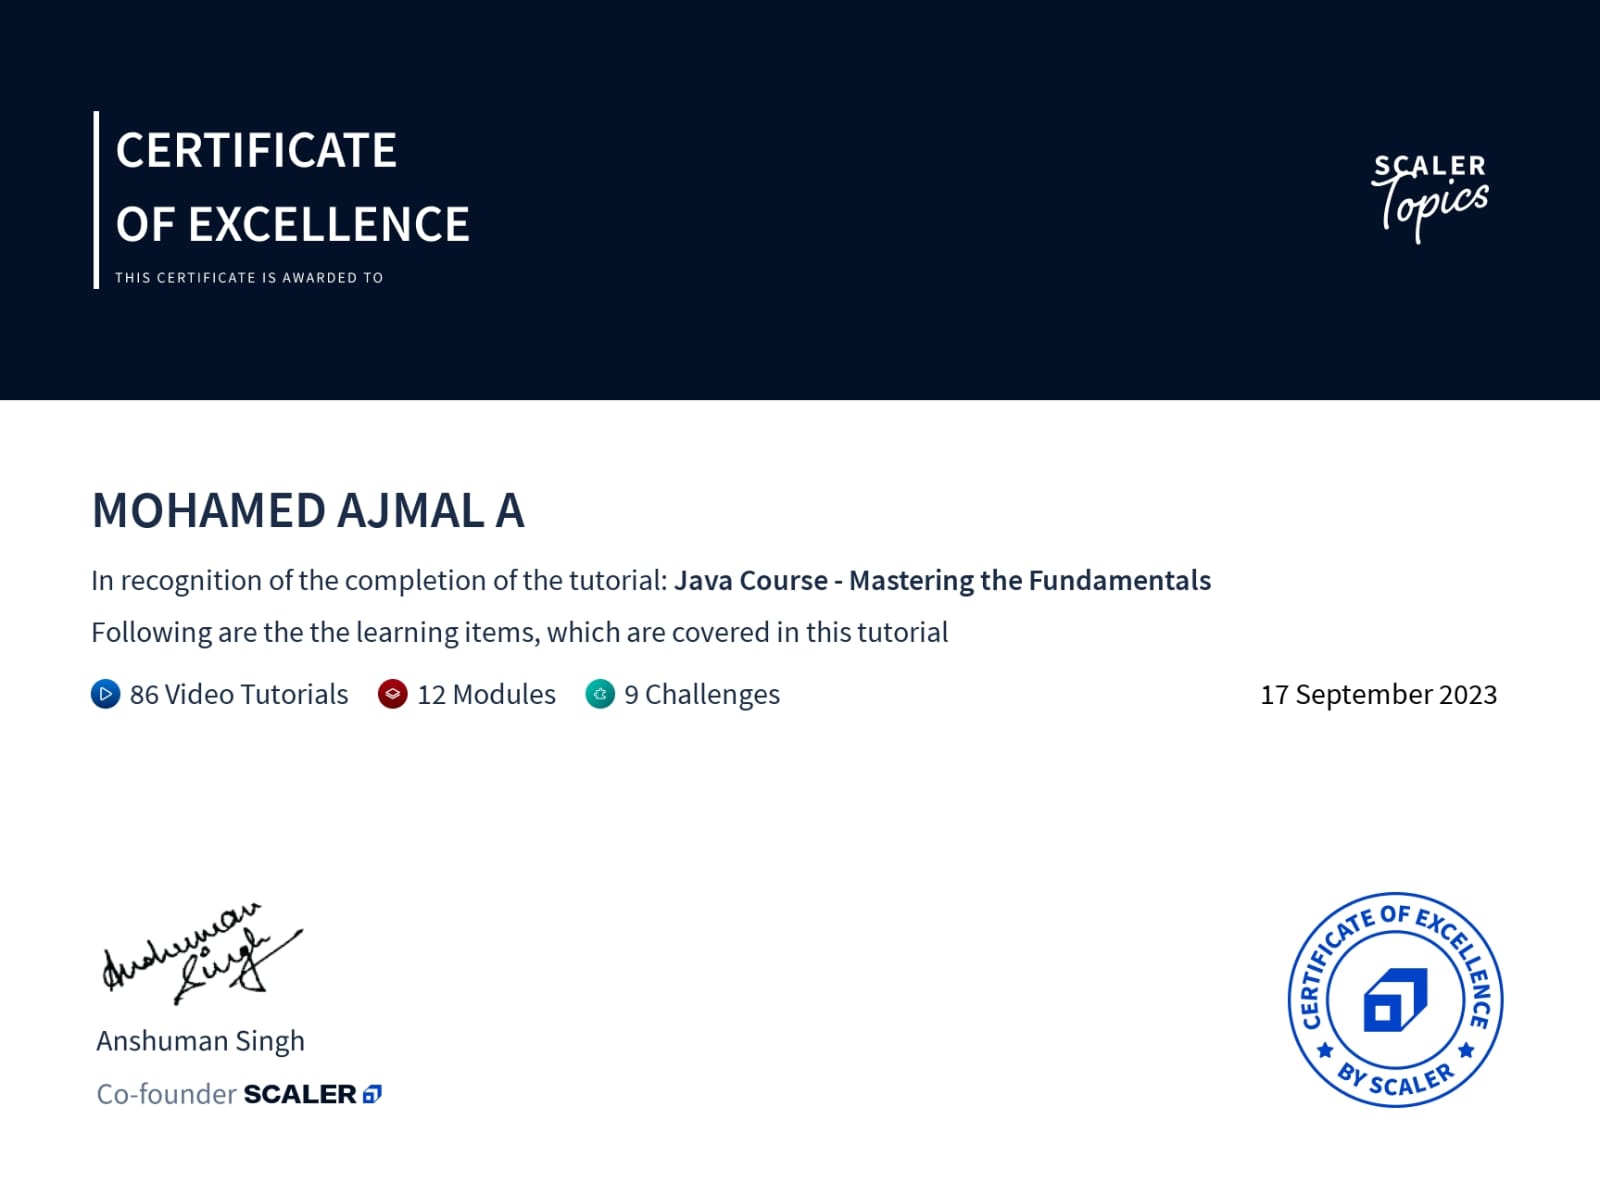 CERTIFICATE
OF EXCELLENCE
THIS CERTIFICATE IS AWARDED TO
SCALER
Topics
MOHAMED AJMAL A
In recognition of the completion of the tutorial: Java Course - Mastering the Fundamentals
Following are the the learning items, which are covered in this tutorial
86 Video Tutorials 12 Modules 9 Challenges 17 September 2023
Anshuman
Singh
Anshuman Singh
Co-founder SCALER
CERTIFICATE OF EXCELLENCE
BY SCALER